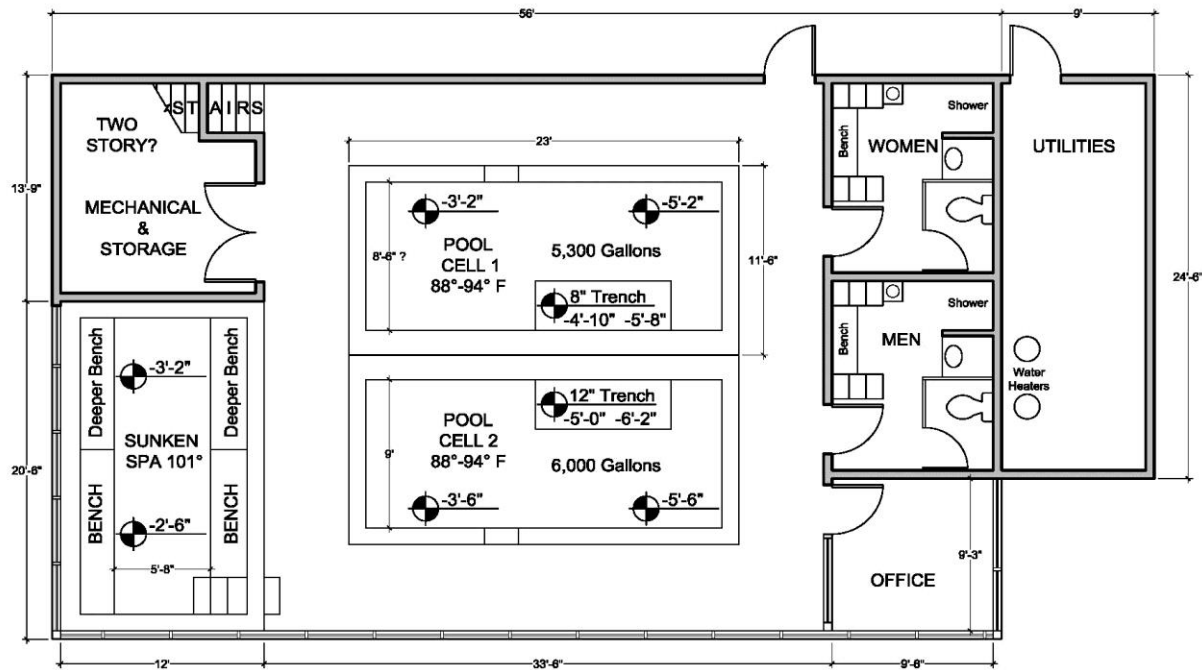 56'
9'
STAIRS
TWO
STORY?
MECHANICAL
&
STORAGE
13'-9"
23'
-3'-2"
-5'-2"
8'-6" ?
POOL
CELL 1
88°-94° F
5,300 Gallons
8" Trench
-4'-10" -5'-8"
11'-6"
Shower
Bench
WOMEN
UTILITIES
24'-6"
Shower
Bench
MEN
Water
Heaters
20'-8"
Deeper Bench
-3'-2"
Deeper Bench
SUNKEN
SPA 101°
BENCH
-2'-6"
BENCH
5'-8"
12" Trench
-5'-0" -6'-2"
POOL
CELL 2
88°-94° F
9'
6,000 Gallons
-3'-6"
-5'-6"
9'-3"
OFFICE
12'
33'-6"
9'-8"